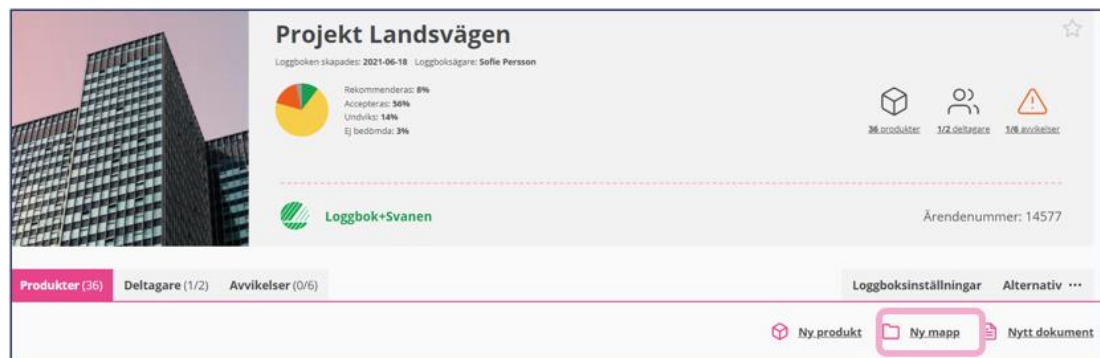 Projekt Landsvägen
Loggboken skapades: 2021-06-18 Loggboksägare: Sofie Persson
Rekommenderas: 8%
Accepteras: 56%
Undviks: 14%
Ej bedömda: 3%
36 produkter 1/2 deltagare 1/6 avvikelser
Loggbok+Svanen Ärendenummer: 14577
Produkter (36) Deltagare (1/2) Avvikelser (0/6) Loggboksinställningar Alternativ ...
Ny produkt Ny mapp Nytt dokument